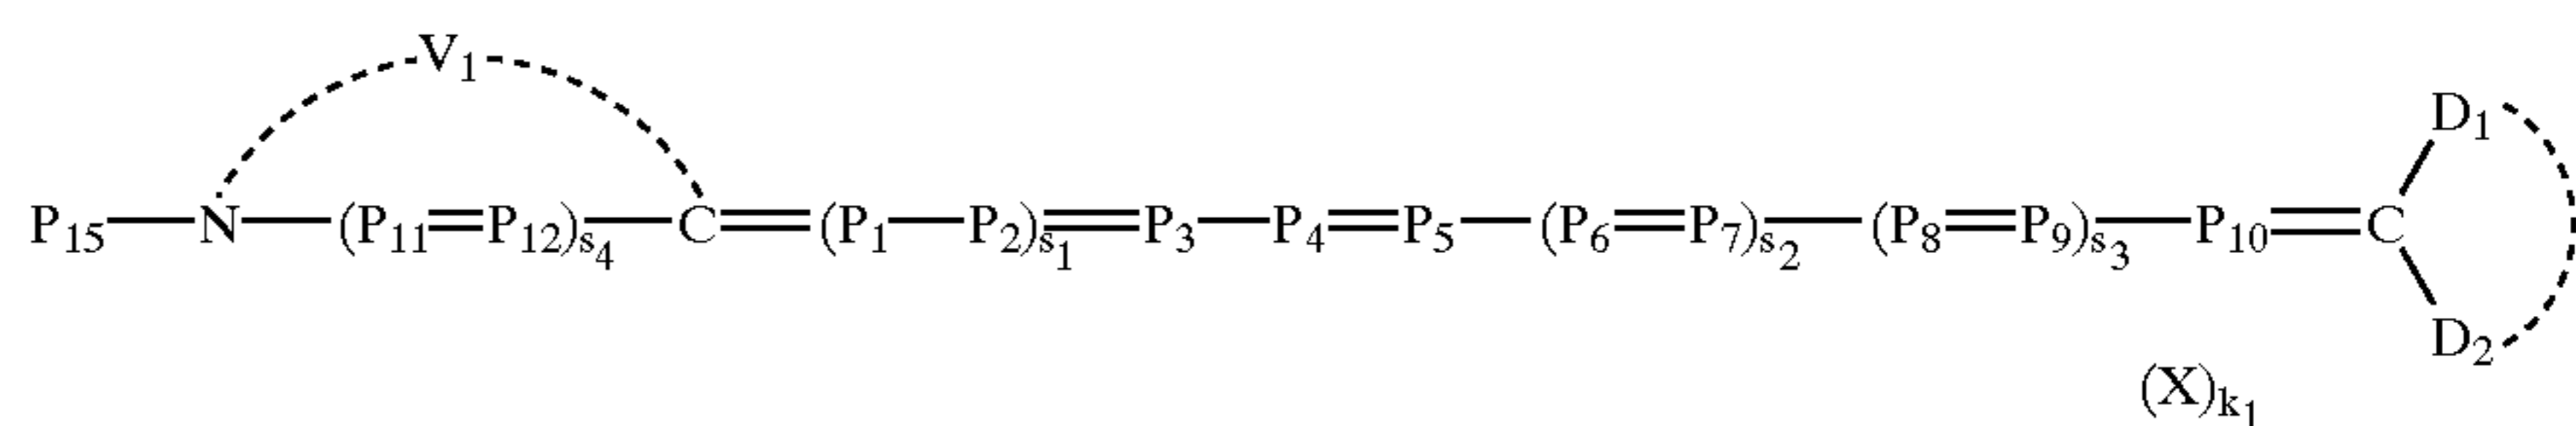 V₁
D₁
P₁₅—N—(P₁₁=P₁₂)s₄—C=(P₁—P₂)s₁=P₃—P₄=P₅—(P₆=P₇)s₂—(P₈=P₉)s₃—P₁₀=C
D₂
(X)k₁